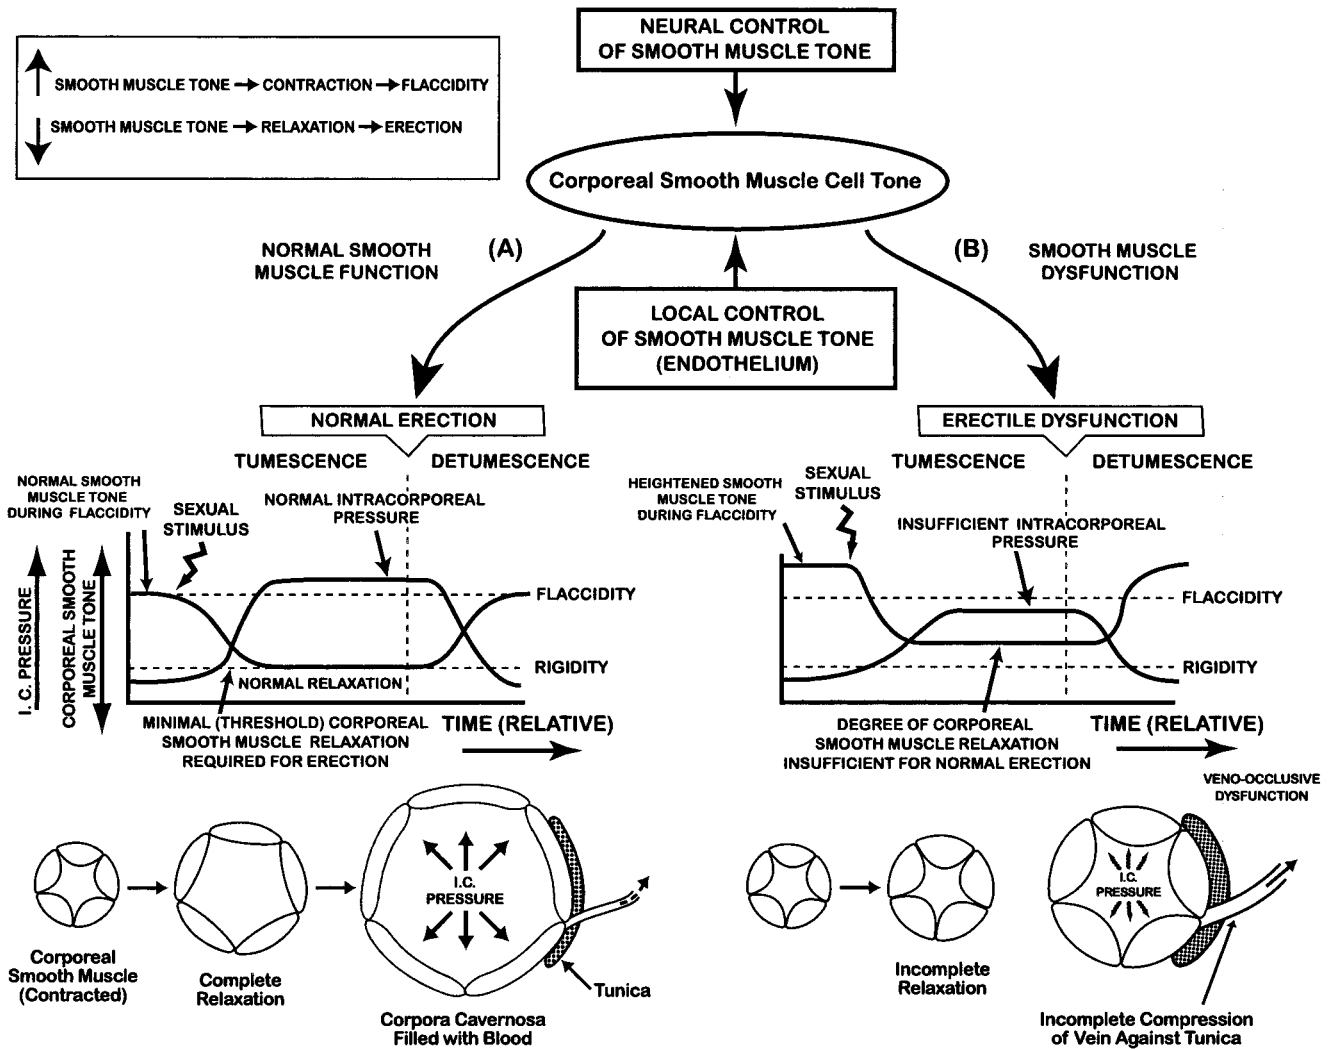 NEURAL CONTROL
OF SMOOTH MUSCLE TONE
SMOOTH MUSCLE TONE → CONTRACTION → FLACCIDITY
SMOOTH MUSCLE TONE → RELAXATION → ERECTION
Corporeal Smooth Muscle Cell Tone
NORMAL SMOOTH
MUSCLE FUNCTION
(A)
(B)
SMOOTH MUSCLE
DYSFUNCTION
LOCAL CONTROL
OF SMOOTH MUSCLE TONE
(ENDOTHELIUM)
NORMAL ERECTION
TUMESCENCE
DETUMESCENCE
NORMAL SMOOTH
MUSCLE TONE
DURING FLACCIDITY
SEXUAL
STIMULUS
NORMAL INTRACORPOREAL
PRESSURE
I.C. PRESSURE
CORPOREAL SMOOTH
MUSCLE TONE
FLACCIDITY
RIGIDITY
NORMAL RELAXATION
MINIMAL (THRESHOLD) CORPOREAL
SMOOTH MUSCLE RELAXATION
REQUIRED FOR ERECTION
TIME (RELATIVE)
ERECTILE DYSFUNCTION
TUMESCENCE
DETUMESCENCE
HEIGHTENED SMOOTH
MUSCLE TONE
DURING FLACCIDITY
SEXUAL
STIMULUS
INSUFFICIENT INTRACORPOREAL
PRESSURE
FLACCIDITY
RIGIDITY
DEGREE OF CORPOREAL
SMOOTH MUSCLE RELAXATION
INSUFFICIENT FOR NORMAL ERECTION
TIME (RELATIVE)
VENO-OCCLUSIVE
DYSFUNCTION
I.C.
PRESSURE
Corporeal
Smooth Muscle
(Contracted)
Complete
Relaxation
Tunica
Corpora Cavernosa
Filled with Blood
I.C.
PRESSURE
Incomplete
Relaxation
Incomplete Compression
of Vein Against Tunica